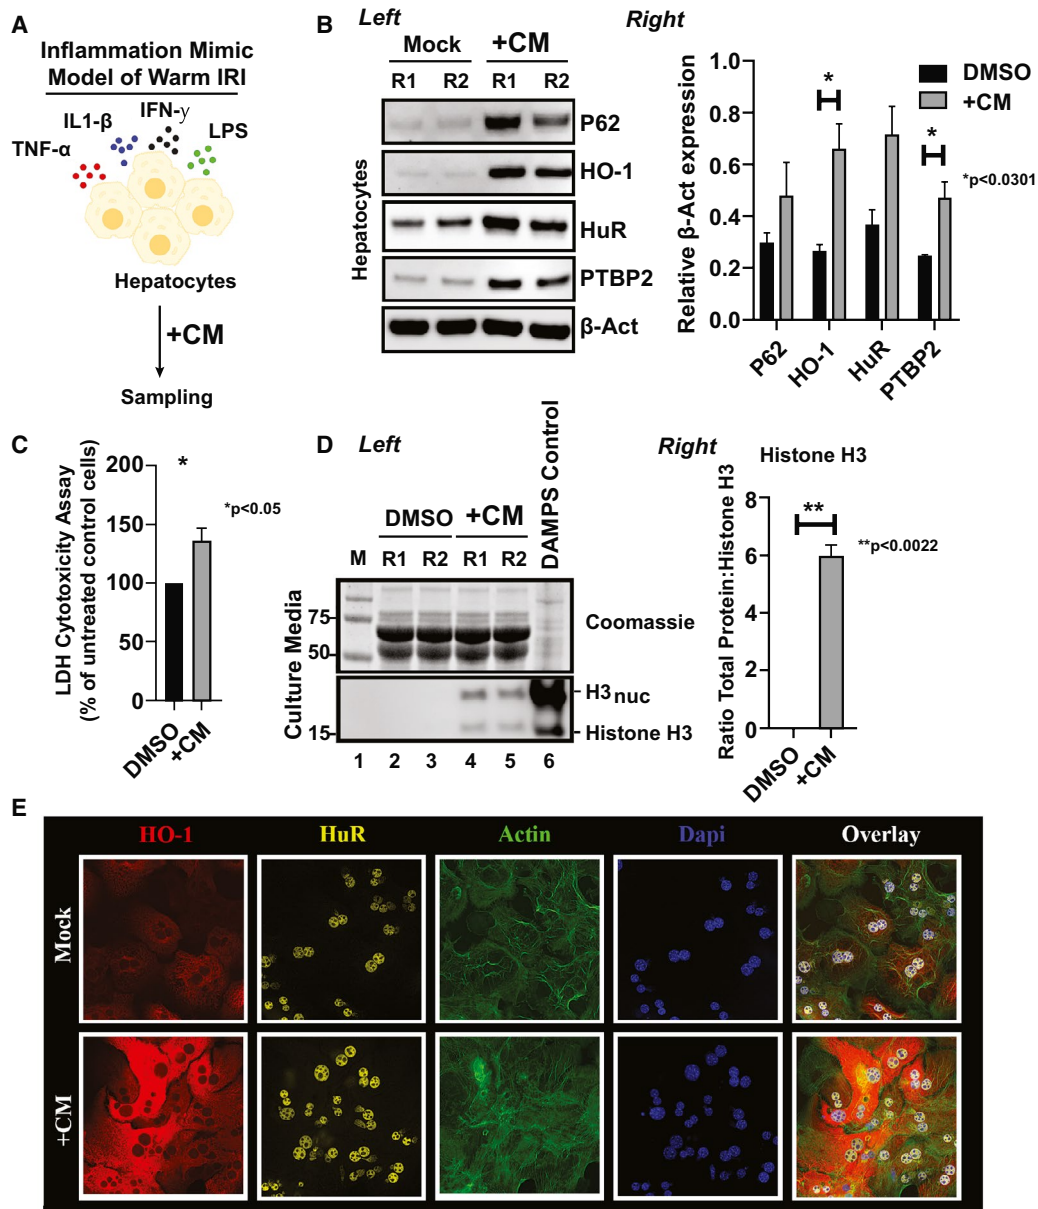 A
Inflammation Mimic
Model of Warm IRI
TNF-α
IL1-β
IFN-γ
LPS
Hepatocytes
+CM
Sampling
B
Left
Mock
+CM
R1 R2 R1 R2
Hepatocytes
P62
HO-1
HuR
PTBP2
β-Act
Right
Relative β-Act expression
1.0
0.8
0.6
0.4
0.2
0.0
*
*
DMSO
+CM
*p<0.0301
P62
HO-1
HuR
PTBP2
C
LDH Cytotoxicity Assay
(% of untreated control cells)
200
150
100
50
0
*
*p<0.05
DMSO
+CM
D
Left
DMSO
+CM
DAMPS Control
M R1 R2 R1 R2
Culture Media
75
50
15
Coomassie
H3nuc
Histone H3
1 2 3 4 5 6
Right
Histone H3
Ratio Total Protein:Histone H3
8
6
4
2
0
**
**p<0.0022
DMSO
+CM
E
HO-1 HuR Actin Dapi Overlay
Mock
+CM